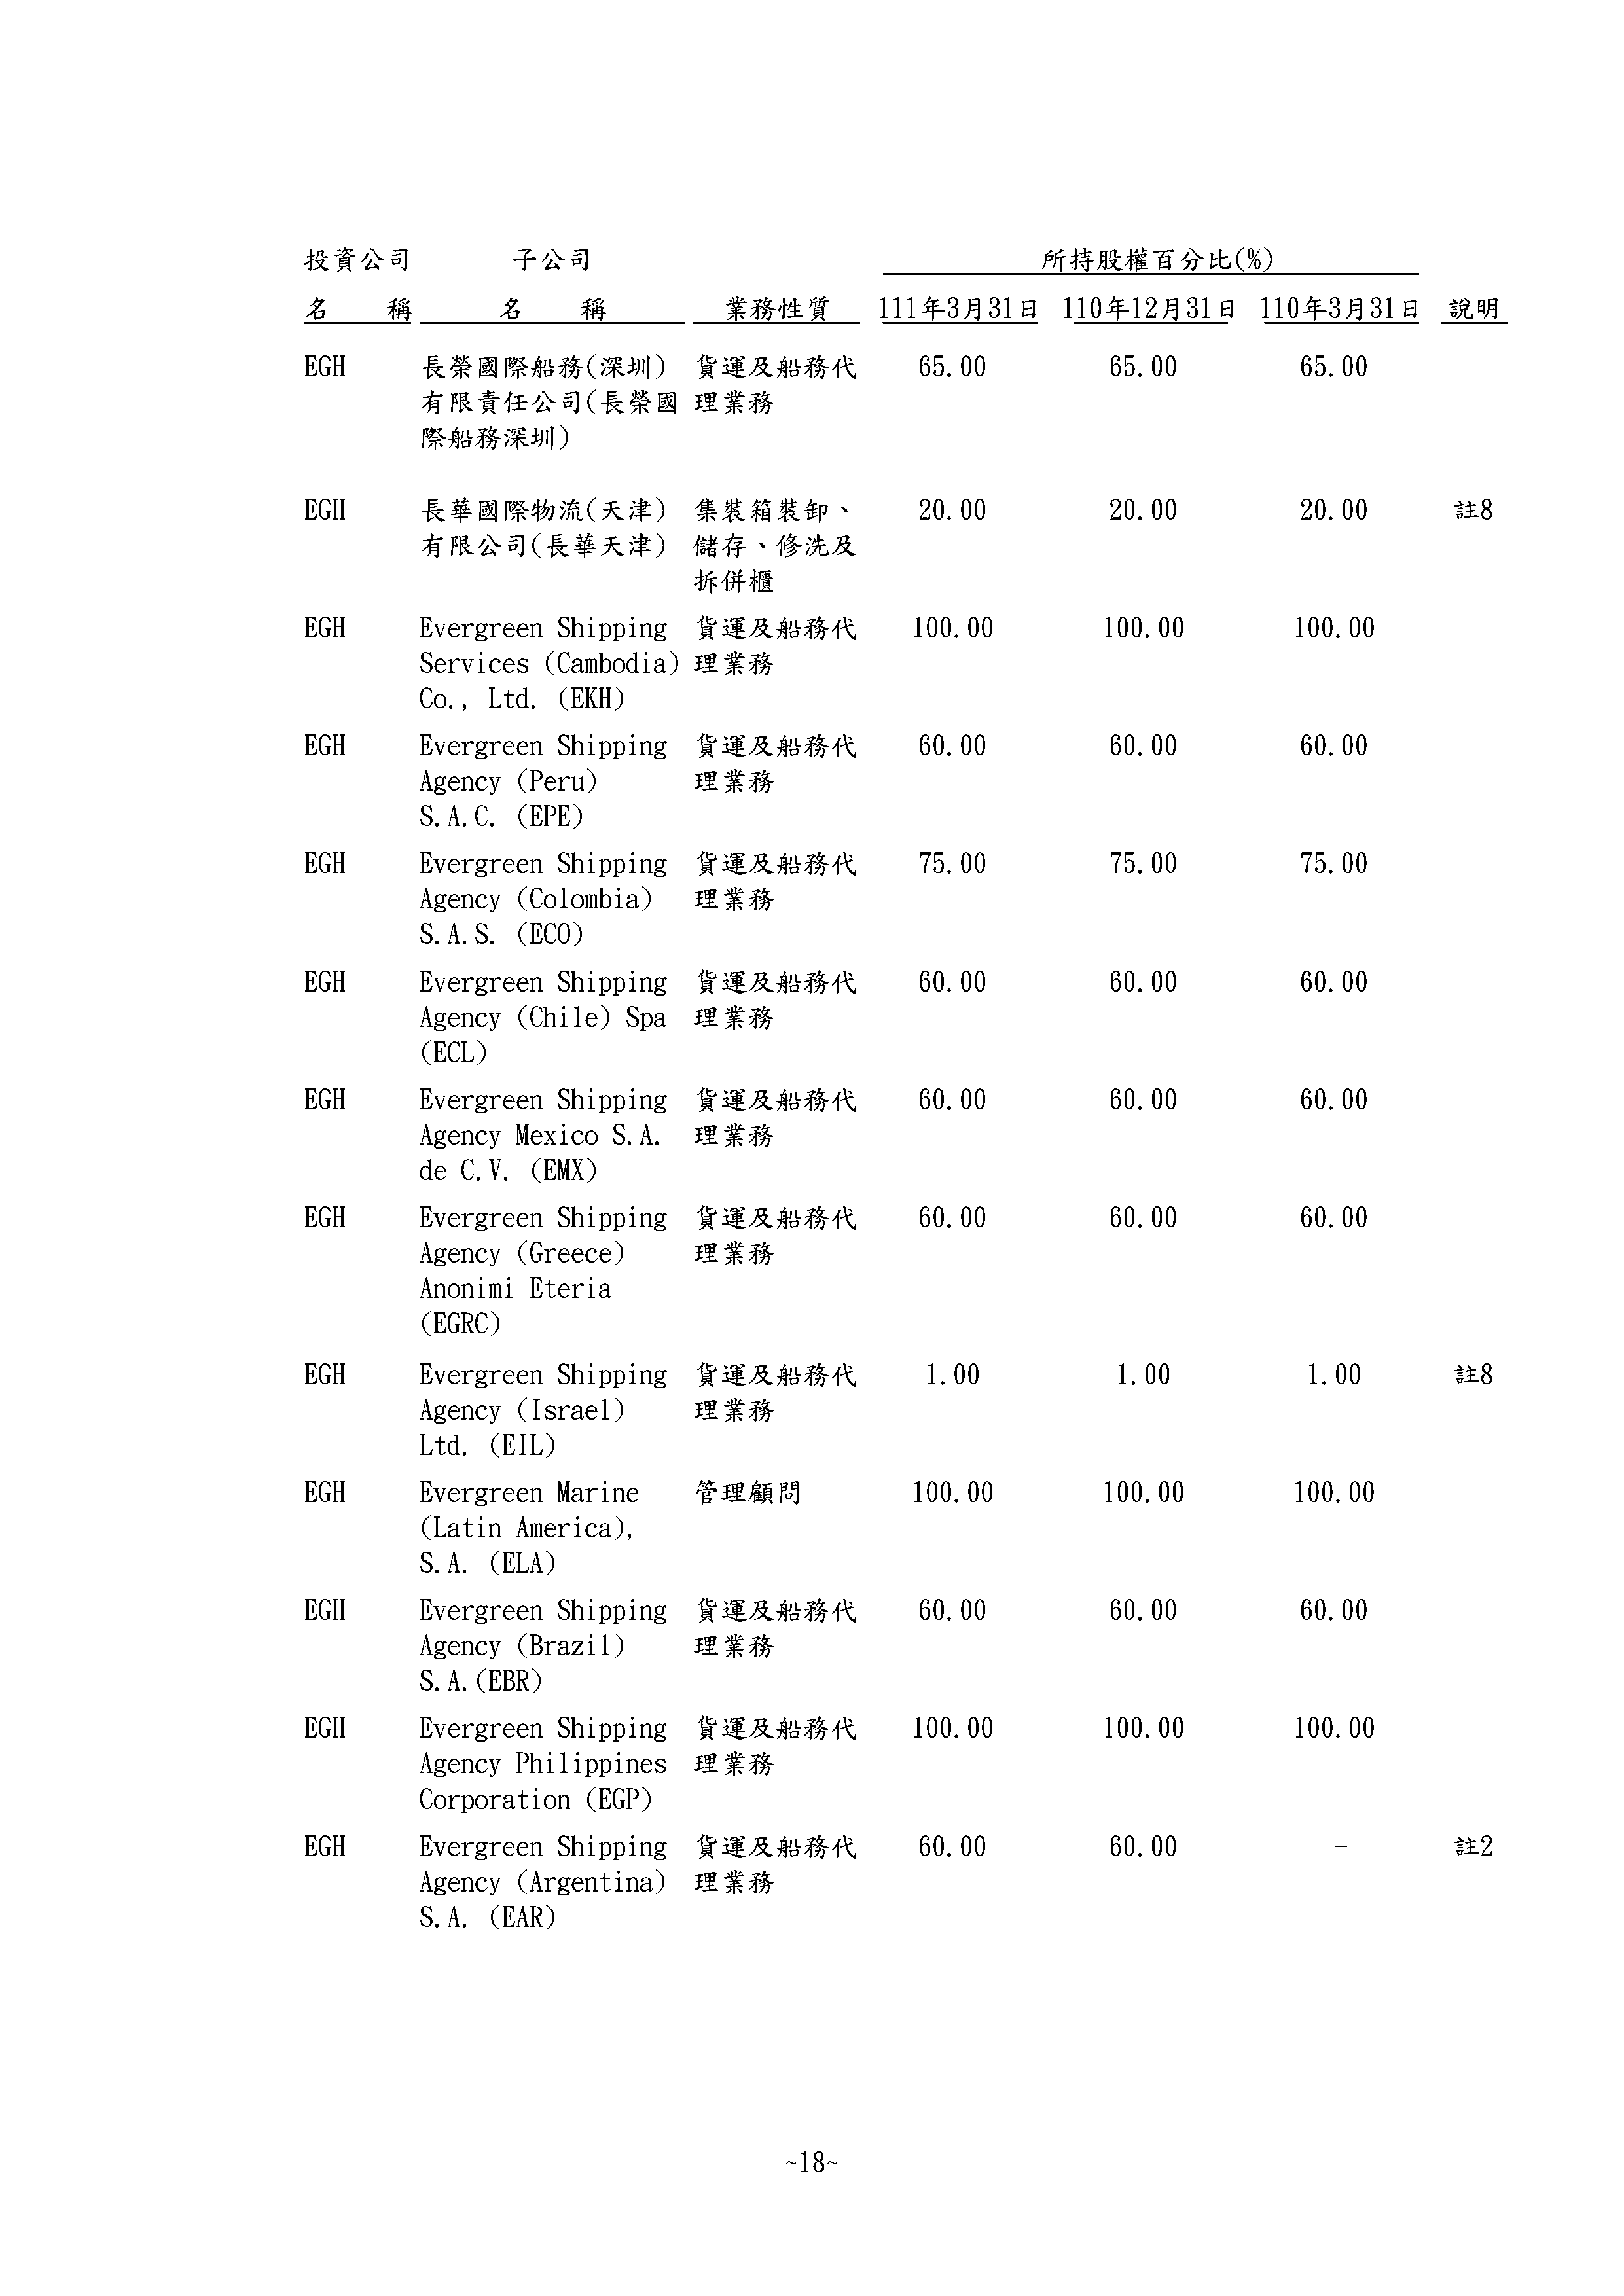 投資公司 子公司 所持股權百分比(%)
名 稱 名 稱 業務性質 111年3月31日 110年12月31日 110年3月31日 說明
EGH 長榮國際船務(深圳) 貨運及船務代 65.00 65.00 65.00
有限責任公司(長榮國 理業務
際船務深圳)
EGH 長華國際物流(天津) 集裝箱裝卸、 20.00 20.00 20.00 註8
有限公司(長華天津) 儲存、修洗及
拆併櫃
EGH Evergreen Shipping 貨運及船務代 100.00 100.00 100.00
Services (Cambodia) 理業務
Co., Ltd. (EKH)
EGH Evergreen Shipping 貨運及船務代 60.00 60.00 60.00
Agency (Peru) 理業務
S.A.C. (EPE)
EGH Evergreen Shipping 貨運及船務代 75.00 75.00 75.00
Agency (Colombia) 理業務
S.A.S. (ECO)
EGH Evergreen Shipping 貨運及船務代 60.00 60.00 60.00
Agency (Chile) Spa 理業務
(ECL)
EGH Evergreen Shipping 貨運及船務代 60.00 60.00 60.00
Agency Mexico S.A. 理業務
de C.V. (EMX)
EGH Evergreen Shipping 貨運及船務代 60.00 60.00 60.00
Agency (Greece) 理業務
Anonimi Eteria
(EGRC)
EGH Evergreen Shipping 貨運及船務代 1.00 1.00 1.00 註8
Agency (Israel) 理業務
Ltd. (EIL)
EGH Evergreen Marine 管理顧問 100.00 100.00 100.00
(Latin America),
S.A. (ELA)
EGH Evergreen Shipping 貨運及船務代 60.00 60.00 60.00
Agency (Brazil) 理業務
S.A.(EBR)
EGH Evergreen Shipping 貨運及船務代 100.00 100.00 100.00
Agency Philippines 理業務
Corporation (EGP)
EGH Evergreen Shipping 貨運及船務代 60.00 60.00 - 註2
Agency (Argentina) 理業務
S.A. (EAR)
~18~